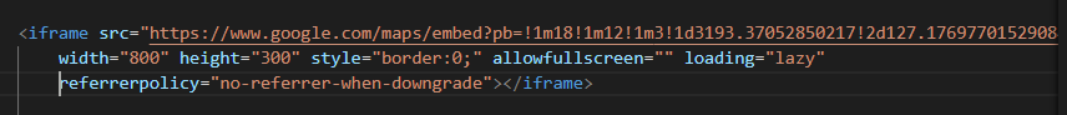 <iframe src="https://www.google.com/maps/embed?pb=!1m18!1m12!1m3!1d3193.37052850217!2d127.1769770152908
width="800" height="300" style="border:0;" allowfullscreen="" loading="lazy"
referrerpolicy="no-referrer-when-downgrade"></iframe>